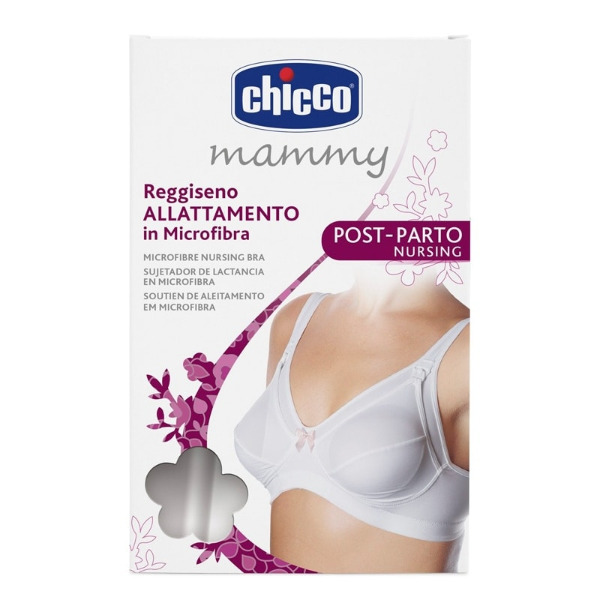 chicco
mammy
Reggiseno
ALLATTAMENTO
in Microfibra
POST-PARTO
NURSING
MICROFIBRE NURSING BRA
SUJETADOR DE LACTANCIA
EN MICROFIBRA
SOUTIEN DE ALEITAMENTO
EM MICROFIBRA